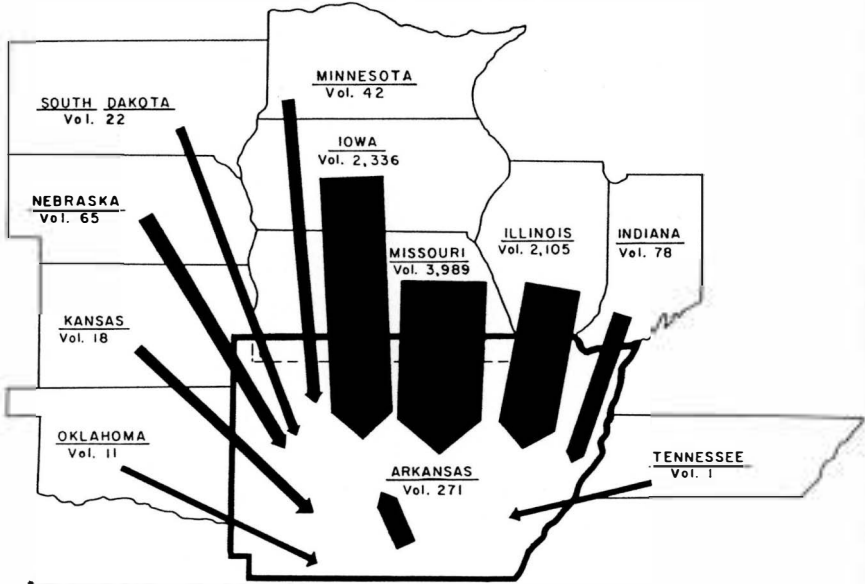 MINNESOTA
Vol. 42
SOUTH DAKOTA
Vol. 22
IOWA
Vol. 2,336
NEBRASKA
Vol. 65
ILLINOIS
Vol. 2,105
INDIANA
Vol. 78
MISSOURI
Vol. 3,989
KANSAS
Vol. 18
OKLAHOMA
Vol. 11
ARKANSAS
Vol. 271
TENNESSEE
Vol. 1